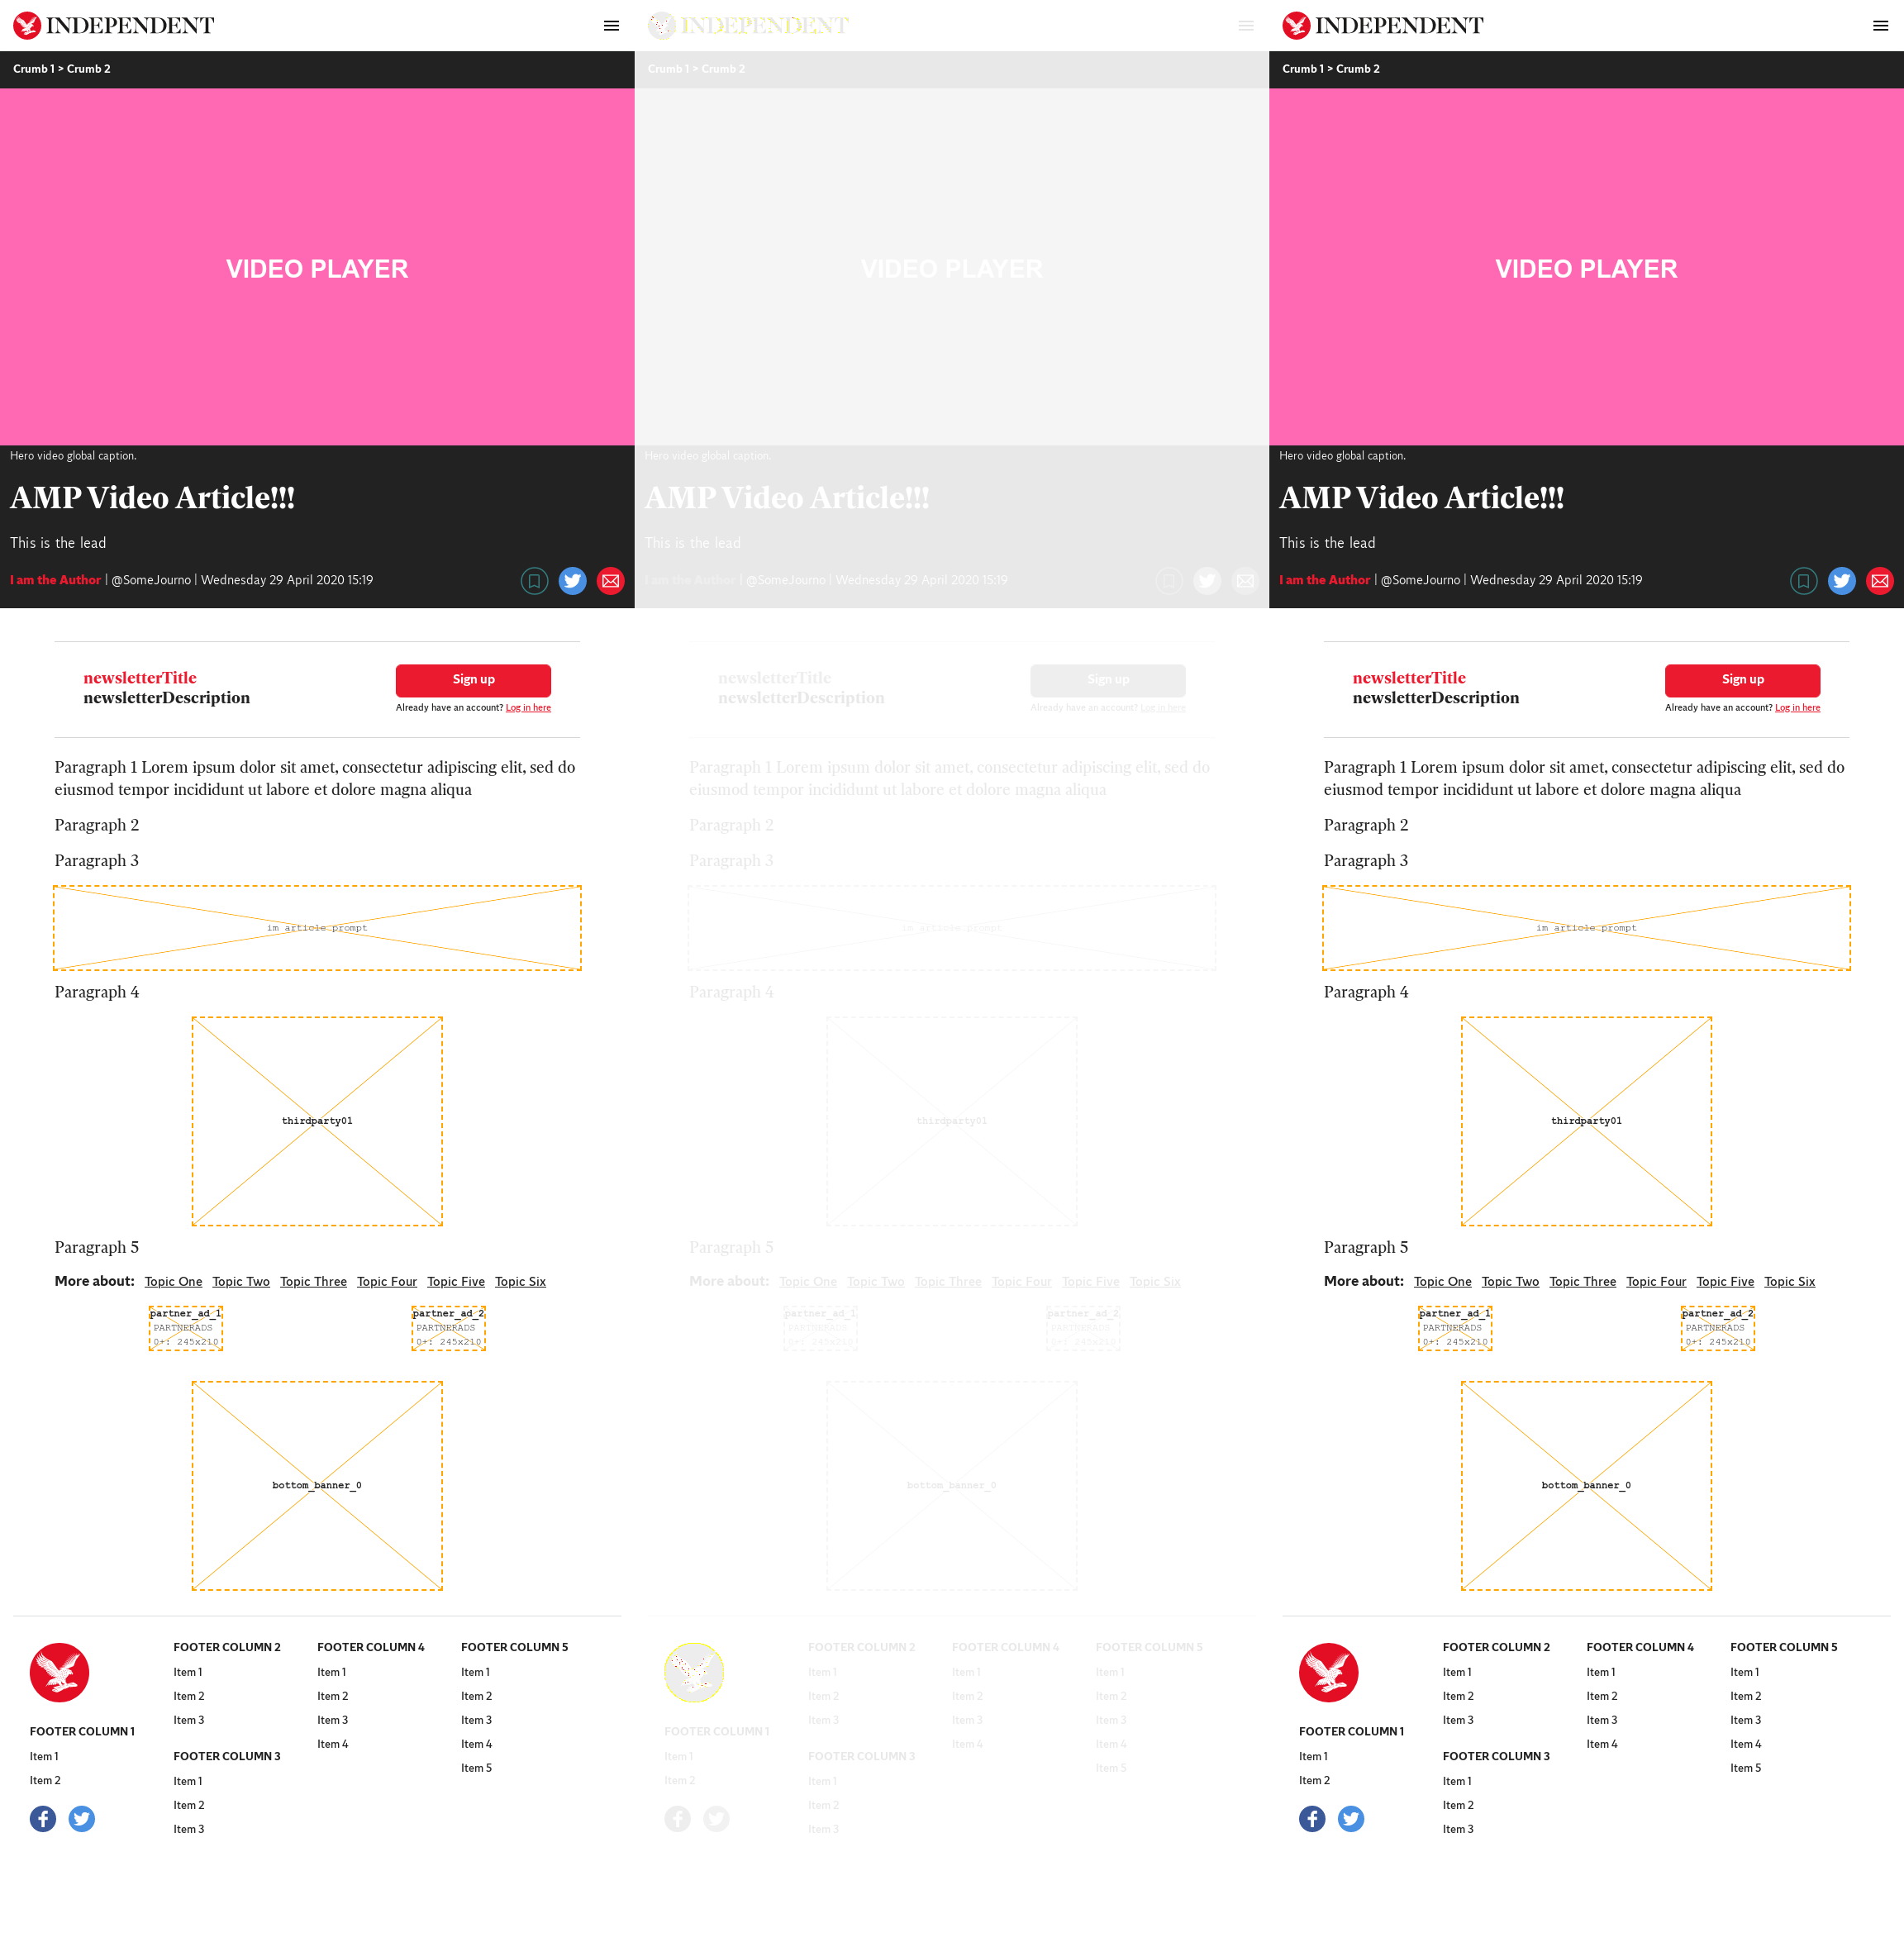 INDEPENDENT
Crumb 1 > Crumb 2
VIDEO PLAYER
Hero video global caption.
AMP Video Article!!!
This is the lead
I am the Author | @SomeJourno | Wednesday 29 April 2020 15:19
newsletterTitle
newsletterDescription
Sign up
Already have an account? Log in here
Paragraph 1 Lorem ipsum dolor sit amet, consectetur adipiscing elit, sed do
eiusmod tempor incididunt ut labore et dolore magna aliqua
Paragraph 2
Paragraph 3
im article prompt
Paragraph 4
thirdparty01
Paragraph 5
More about: Topic One Topic Two Topic Three Topic Four Topic Five Topic Six
partner_ad_1
PARTNERADS
0+: 245x210
partner_ad_2
PARTNERADS
0+: 245x210
bottom_banner_0
FOOTER COLUMN 1
Item 1
Item 2
FOOTER COLUMN 2
Item 1
Item 2
Item 3
FOOTER COLUMN 3
Item 1
Item 2
Item 3
FOOTER COLUMN 4
Item 1
Item 2
Item 3
Item 4
FOOTER COLUMN 5
Item 1
Item 2
Item 3
Item 4
Item 5
INDEPENDENT
Crumb 1 > Crumb 2
VIDEO PLAYER
Hero video global caption.
AMP Video Article!!!
This is the lead
I am the Author | @SomeJourno | Wednesday 29 April 2020 15:19
newsletterTitle
newsletterDescription
Sign up
Already have an account? Log in here
Paragraph 1 Lorem ipsum dolor sit amet, consectetur adipiscing elit, sed do
eiusmod tempor incididunt ut labore et dolore magna aliqua
Paragraph 2
Paragraph 3
im article prompt
Paragraph 4
thirdparty01
Paragraph 5
More about: Topic One Topic Two Topic Three Topic Four Topic Five Topic Six
partner_ad_1
PARTNERADS
0+: 245x210
partner_ad_2
PARTNERADS
0+: 245x210
bottom_banner_0
FOOTER COLUMN 1
Item 1
Item 2
FOOTER COLUMN 2
Item 1
Item 2
Item 3
FOOTER COLUMN 3
Item 1
Item 2
Item 3
FOOTER COLUMN 4
Item 1
Item 2
Item 3
Item 4
FOOTER COLUMN 5
Item 1
Item 2
Item 3
Item 4
Item 5
INDEPENDENT
Crumb 1 > Crumb 2
VIDEO PLAYER
Hero video global caption.
AMP Video Article!!!
This is the lead
I am the Author | @SomeJourno | Wednesday 29 April 2020 15:19
newsletterTitle
newsletterDescription
Sign up
Already have an account? Log in here
Paragraph 1 Lorem ipsum dolor sit amet, consectetur adipiscing elit, sed do
eiusmod tempor incididunt ut labore et dolore magna aliqua
Paragraph 2
Paragraph 3
im article prompt
Paragraph 4
thirdparty01
Paragraph 5
More about: Topic One Topic Two Topic Three Topic Four Topic Five Topic Six
partner_ad_1
PARTNERADS
0+: 245x210
partner_ad_2
PARTNERADS
0+: 245x210
bottom_banner_0
FOOTER COLUMN 1
Item 1
Item 2
FOOTER COLUMN 2
Item 1
Item 2
Item 3
FOOTER COLUMN 3
Item 1
Item 2
Item 3
FOOTER COLUMN 4
Item 1
Item 2
Item 3
Item 4
FOOTER COLUMN 5
Item 1
Item 2
Item 3
Item 4
Item 5